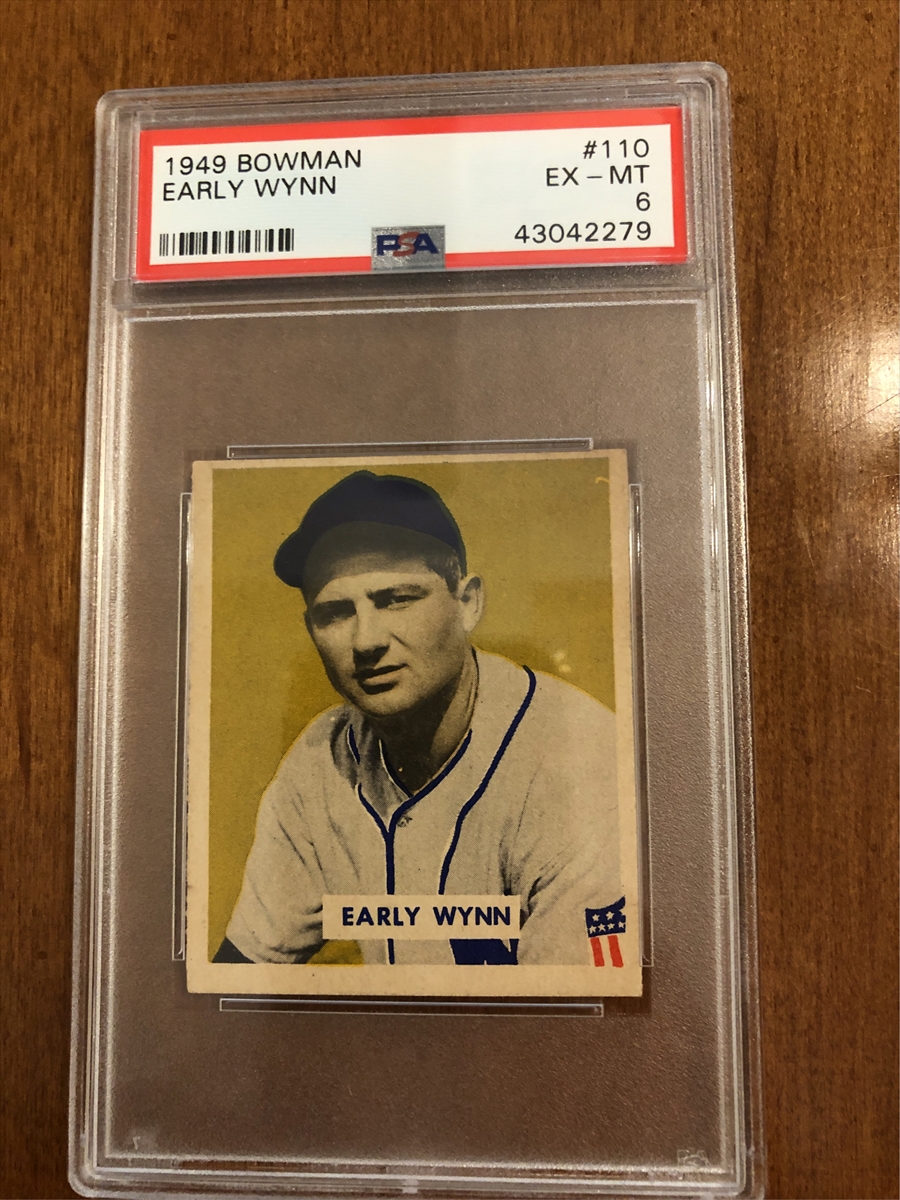 1949 BOWMAN #110
EARLY WYNN EX – MT
6
PSA 43042279
EARLY WYNN